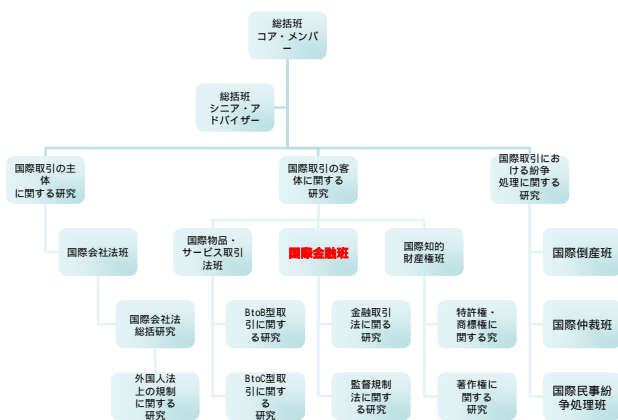 総括班
コア・メンバ
ー
総括班
シニア・ア
ドバイザー
国際取引の主
体
に関する研究
国際取引の客
体に関する
研究
国際取引にお
ける紛争
処理に関する
研究
国際会社法班
国際物品・
サービス取引
法班
国際金融班
国際知的
財産権班
国際倒産班
国際会社法
総括研究
BtoB型取
引に関す
る研究
金融取引
法に関る
研究
特許権・
商標権に
関する究
国際仲裁班
外国人法
上の規制
に関する
研究
BtoC型取
引に関す
る
研究
監督規制
法に関す
る研究
著作権に
関する
研究
国際民事紛
争処理班